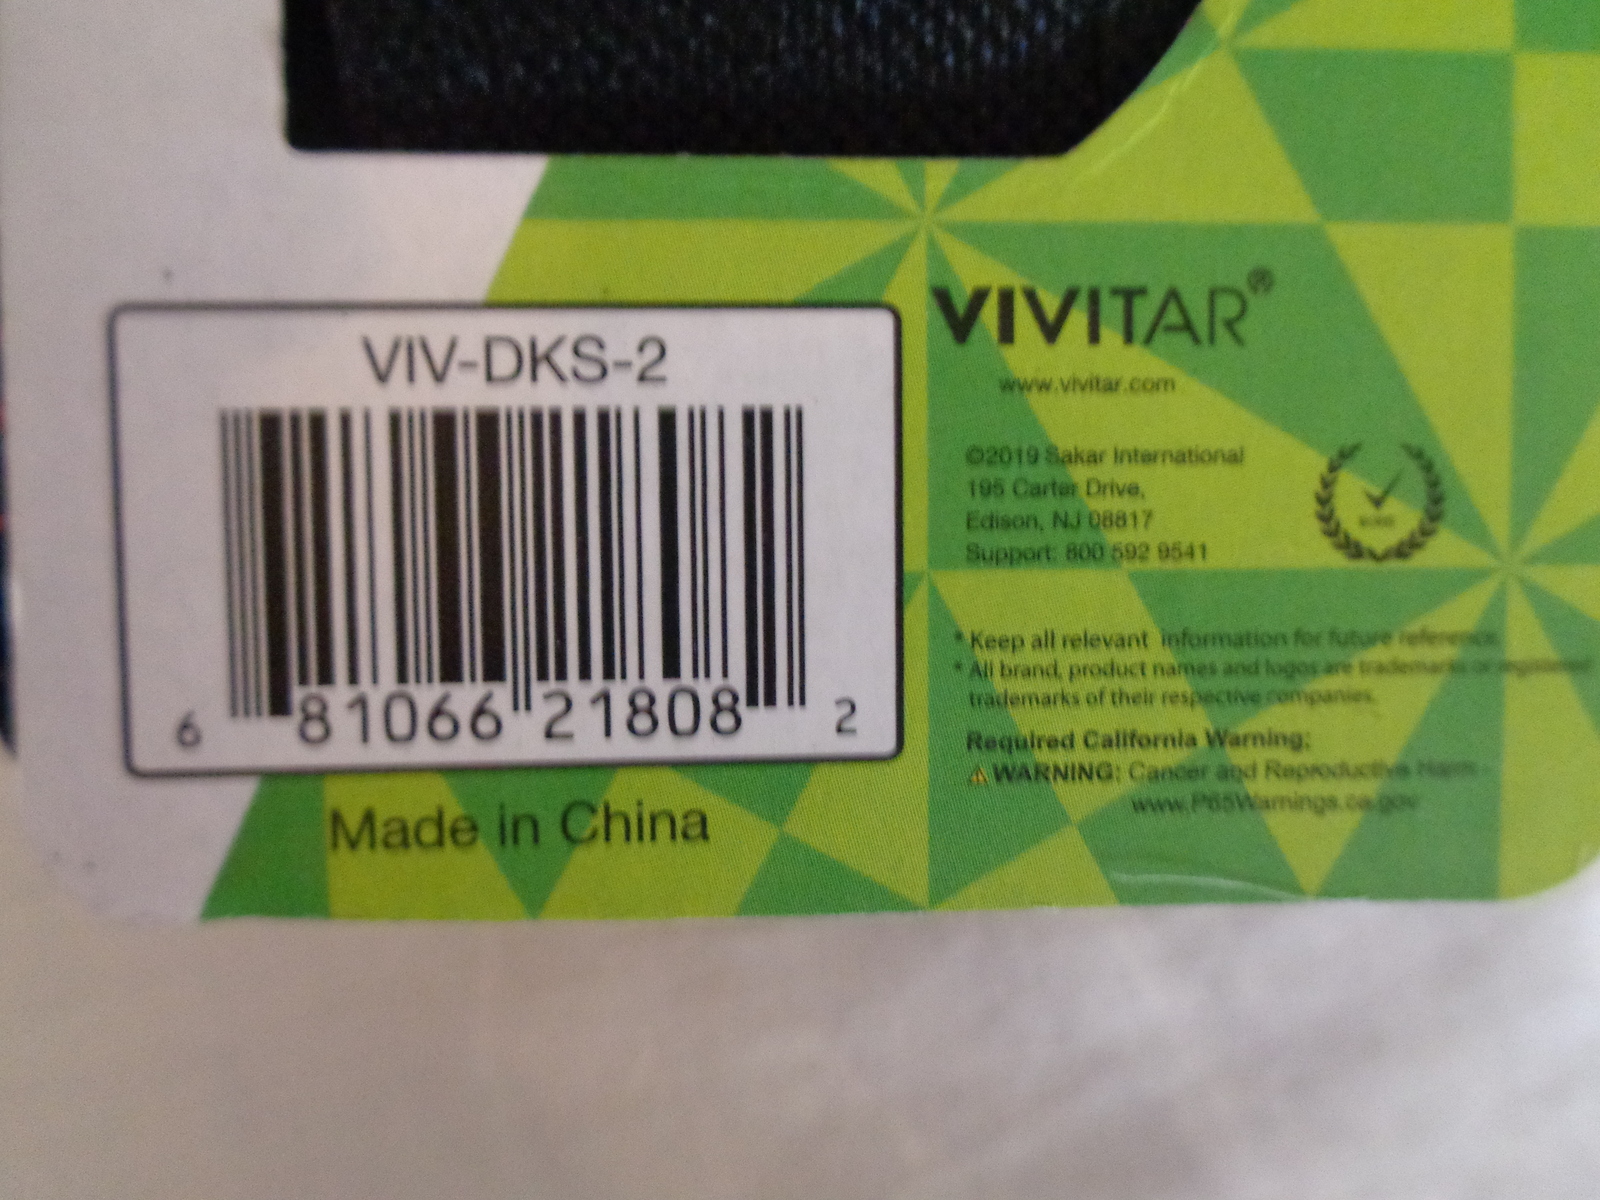 VIV-DKS-2
6 81066 21808 2
Made in China
VIVITAR®
www.vivitar.com
©2019 Sakar International
195 Carter Drive,
Edison, NJ 08817
Support: 800 592 9541
* Keep all relevant information for future reference.
* All brand, product names and logos are trademarks or registered
trademarks of their respective companies.
Required California Warning:
⚠ WARNING: Cancer and Reproductive Harm -
www.P65Warnings.ca.gov